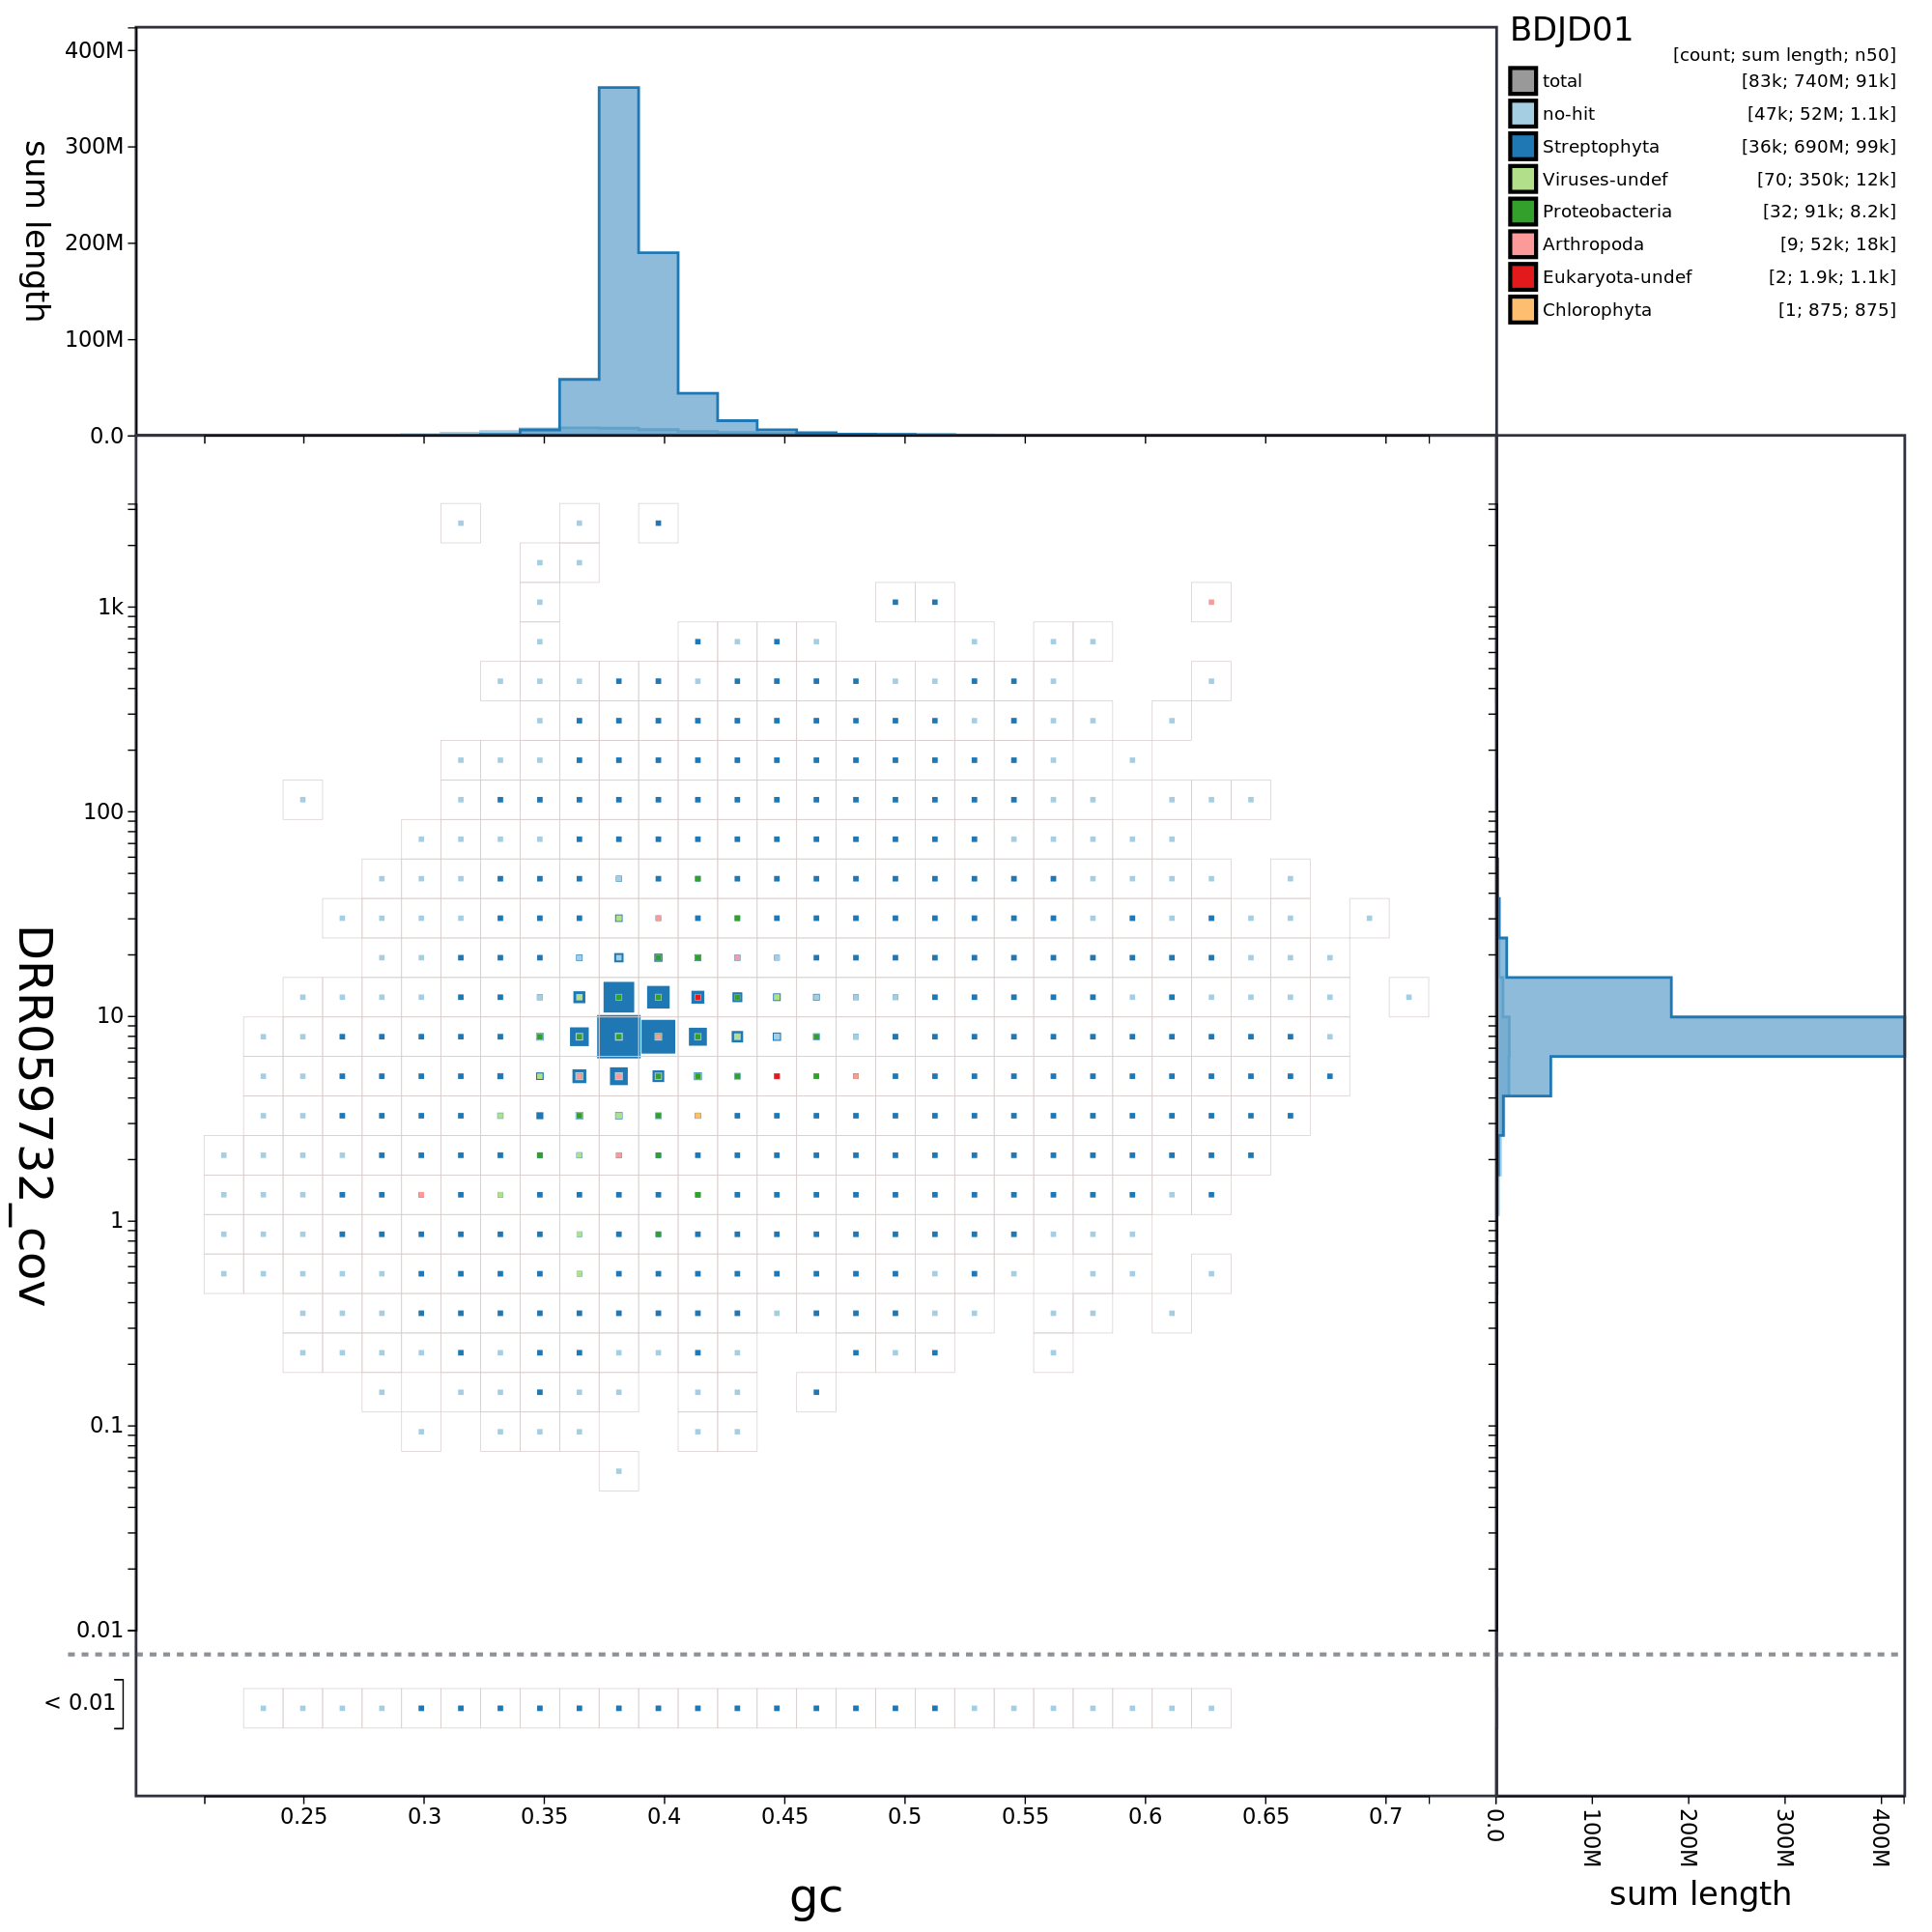 BDJD01
[count; sum length; n50]
total [83k; 740M; 91k]
no-hit [47k; 52M; 1.1k]
Streptophyta [36k; 690M; 99k]
Viruses-undef [70; 350k; 12k]
Proteobacteria [32; 91k; 8.2k]
Arthropoda [9; 52k; 18k]
Eukaryota-undef [2; 1.9k; 1.1k]
Chlorophyta [1; 875; 875]
sum length
400M
300M
200M
100M
0.0
DRR059732_cov
1k
100
10
1
0.1
0.01
< 0.01
0.25 0.3 0.35 0.4 0.45 0.5 0.55 0.6 0.65 0.7
gc
0.0 100M 200M 300M 400M
sum length